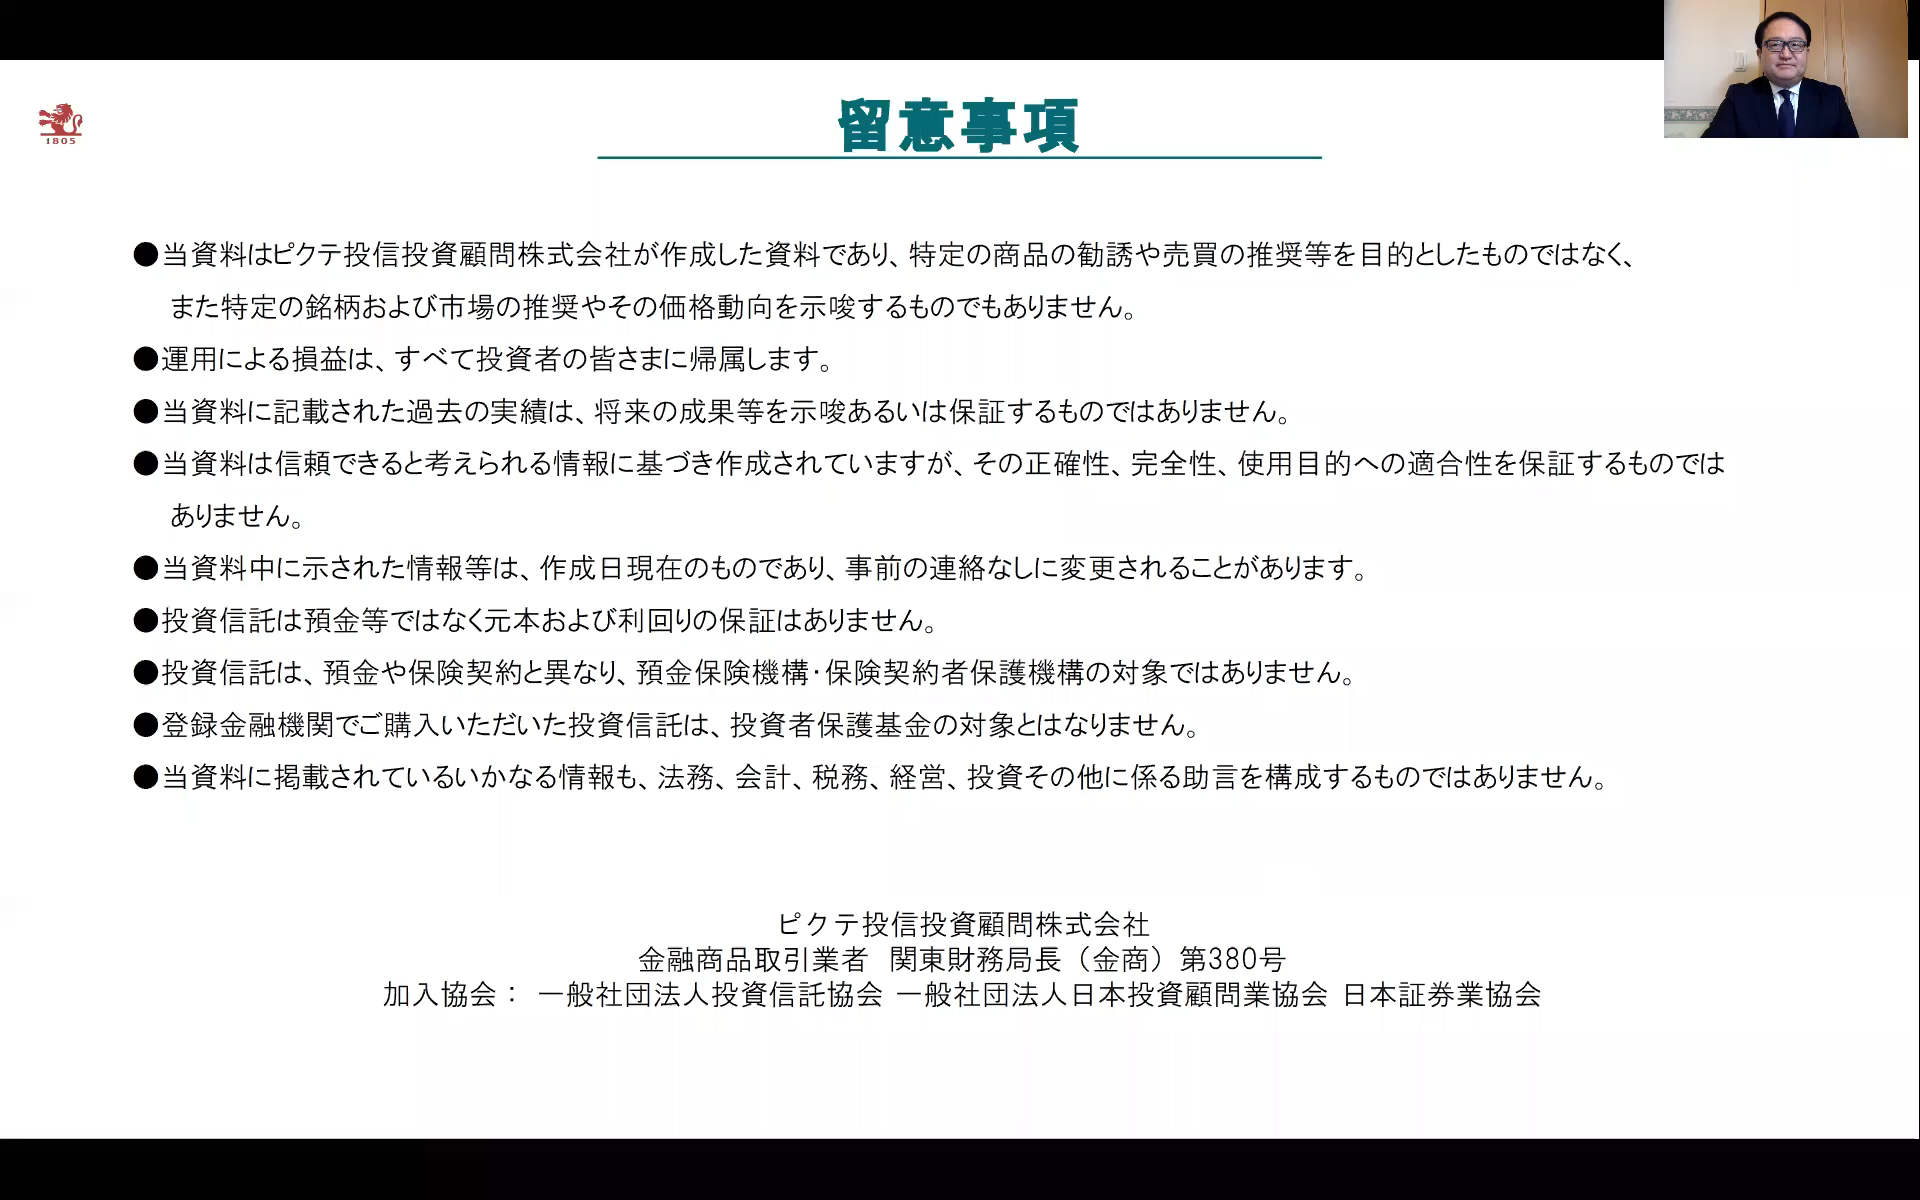 留意事項
1805
●当資料はピクテ投信投資顧問株式会社が作成した資料であり、特定の商品の勧誘や売買の推奨等を目的としたものではなく、
また特定の銘柄および市場の推奨やその価格動向を示唆するものでもありません。
●運用による損益は、すべて投資者の皆さまに帰属します。
●当資料に記載された過去の実績は、将来の成果等を示唆あるいは保証するものではありません。
●当資料は信頼できると考えられる情報に基づき作成されていますが、その正確性、完全性、使用目的への適合性を保証するものでは
ありません。
●当資料中に示された情報等は、作成日現在のものであり、事前の連絡なしに変更されることがあります。
●投資信託は預金等ではなく元本および利回りの保証はありません。
●投資信託は、預金や保険契約と異なり、預金保険機構・保険契約者保護機構の対象ではありません。
●登録金融機関でご購入いただいた投資信託は、投資者保護基金の対象とはなりません。
●当資料に掲載されているいかなる情報も、法務、会計、税務、経営、投資その他に係る助言を構成するものではありません。
ピクテ投信投資顧問株式会社
金融商品取引業者　関東財務局長（金商）第380号
加入協会： 一般社団法人投資信託協会 一般社団法人日本投資顧問業協会 日本証券業協会